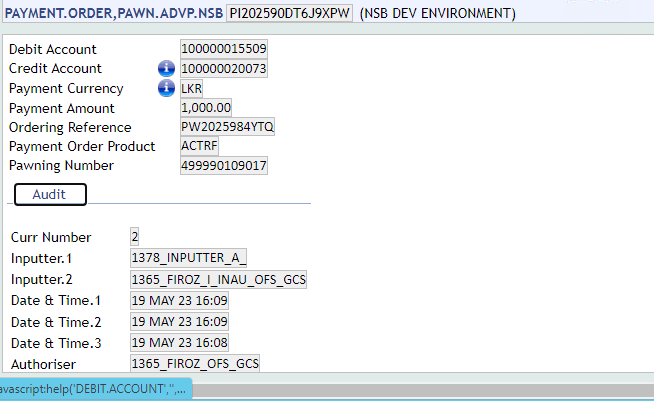 PAYMENT.ORDER,PAWN.ADVP.NSB PI202590DT6J9XPW (NSB DEV ENVIRONMENT)
Debit Account 100000015509
Credit Account 100000020073
Payment Currency LKR
Payment Amount 1,000.00
Ordering Reference PW2025984YTQ
Payment Order Product ACTRF
Pawning Number 499990109017
Audit
Curr Number 2
Inputter.1 1378_INPUTTER_A_
Inputter.2 1365_FIROZ_I_INAU_OFS_GCS
Date & Time.1 19 MAY 23 16:09
Date & Time.2 19 MAY 23 16:09
Date & Time.3 19 MAY 23 16:08
Authoriser 1365_FIROZ_OFS_GCS
avascript:help('DEBIT.ACCOUNT','',...